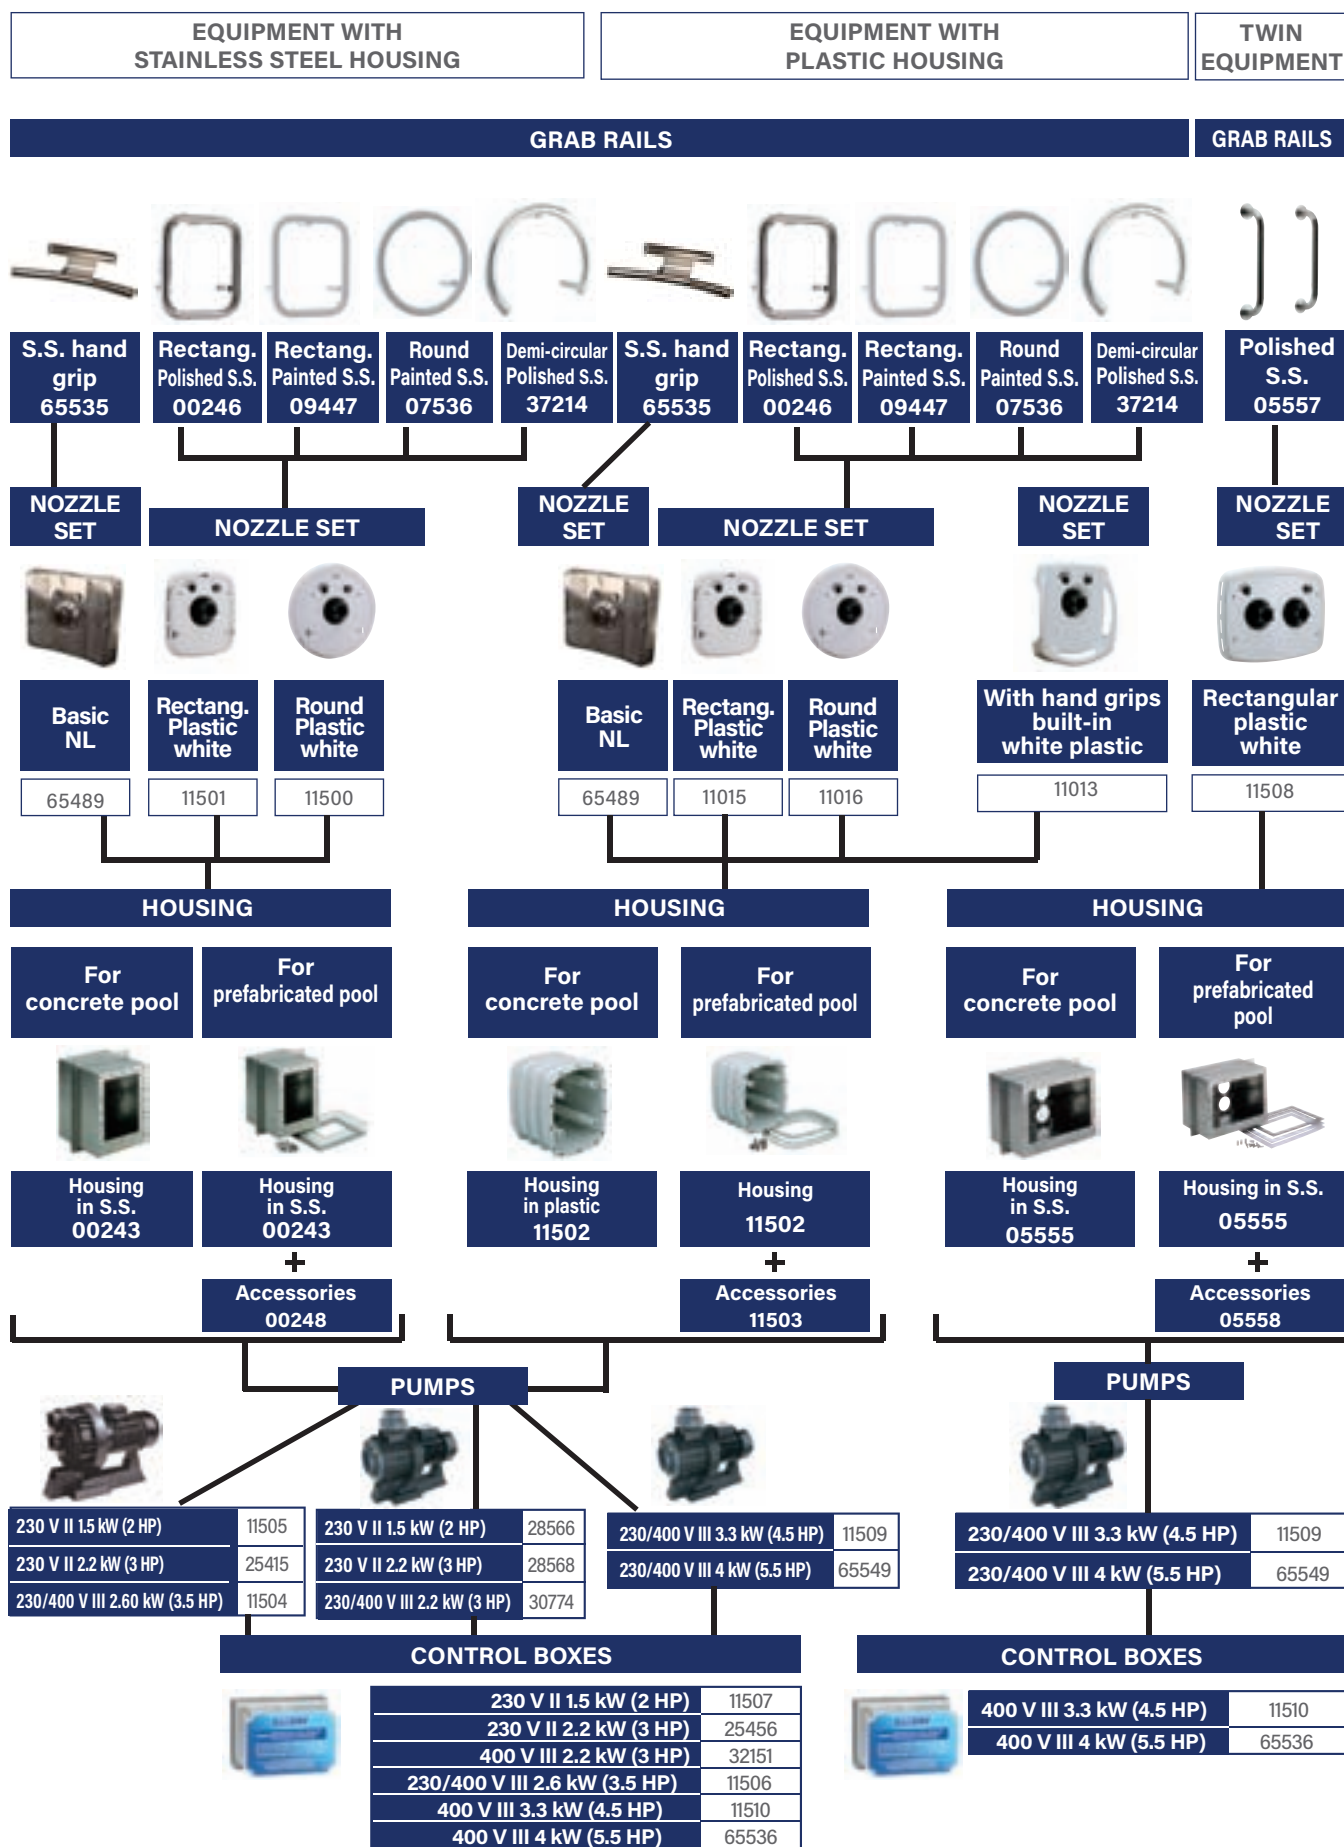 EQUIPMENT WITH
STAINLESS STEEL HOUSING
EQUIPMENT WITH
PLASTIC HOUSING
TWIN
EQUIPMENT
GRAB RAILS
GRAB RAILS
S.S. hand
grip
65535
Rectang.
Polished S.S.
00246
Rectang.
Painted S.S.
09447
Round
Painted S.S.
07536
Demi-circular
Polished S.S.
37214
S.S. hand
grip
65535
Rectang.
Polished S.S.
00246
Rectang.
Painted S.S.
09447
Round
Painted S.S.
07536
Demi-circular
Polished S.S.
37214
Polished
S.S.
05557
NOZZLE
SET
NOZZLE SET
NOZZLE
SET
NOZZLE SET
NOZZLE
SET
NOZZLE
SET
Basic
NL
65489
Rectang.
Plastic
white
11501
Round
Plastic
white
11500
Basic
NL
65489
Rectang.
Plastic
white
11015
Round
Plastic
white
11016
With hand grips
built-in
white plastic
11013
Rectangular
plastic
white
11508
HOUSING
HOUSING
HOUSING
For
concrete pool
For
prefabricated pool
For
concrete pool
For
prefabricated pool
For
concrete pool
For
prefabricated
pool
Housing
in S.S.
00243
Housing
in S.S.
00243
+
Accessories
00248
Housing
in plastic
11502
Housing
11502
+
Accessories
11503
Housing
in S.S.
05555
Housing in S.S.
05555
+
Accessories
05558
PUMPS
PUMPS
230 V II 1.5 kW (2 HP) 11505
230 V II 2.2 kW (3 HP) 25415
230/400 V III 2.60 kW (3.5 HP) 11504
230 V II 1.5 kW (2 HP) 28566
230 V II 2.2 kW (3 HP) 28568
230/400 V III 2.2 kW (3 HP) 30774
230/400 V III 3.3 kW (4.5 HP) 11509
230/400 V III 4 kW (5.5 HP) 65549
230/400 V III 3.3 kW (4.5 HP) 11509
230/400 V III 4 kW (5.5 HP) 65549
CONTROL BOXES
230 V II 1.5 kW (2 HP) 11507
230 V II 2.2 kW (3 HP) 25456
400 V III 2.2 kW (3 HP) 32151
230/400 V III 2.6 kW (3.5 HP) 11506
400 V III 3.3 kW (4.5 HP) 11510
400 V III 4 kW (5.5 HP) 65536
CONTROL BOXES
400 V III 3.3 kW (4.5 HP) 11510
400 V III 4 kW (5.5 HP) 65536